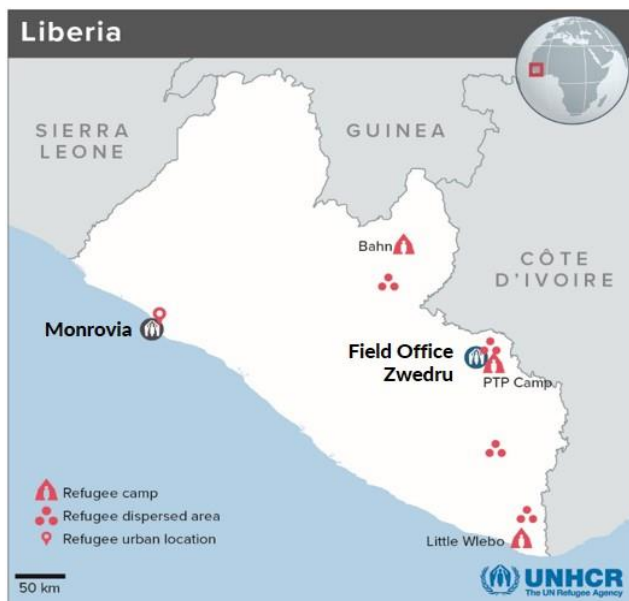 Liberia
SIERRA
LEONE
GUINEA
CÔTE
D'IVOIRE
Bahn
Monrovia
Field Office
Zwedru
PTP Camp
Little Wlebo
Refugee camp
Refugee dispersed area
Refugee urban location
50 km
UNHCR
The UN Refugee Agency